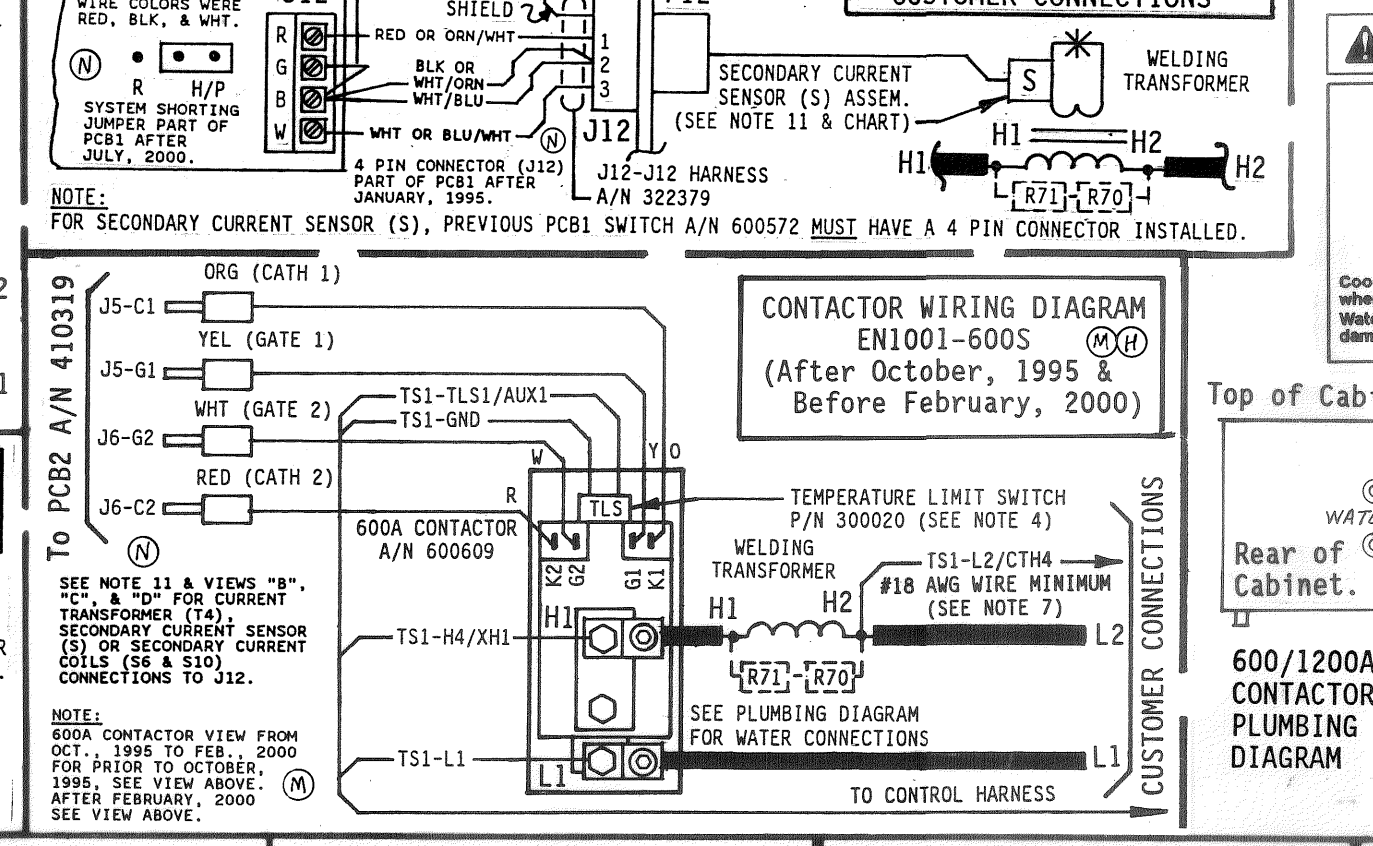 WIRE COLORS WERE
RED, BLK, & WHT.
N
R H/P
SYSTEM SHORTING
JUMPER PART OF
PCB1 AFTER
JULY, 2000.
R
G
B
W
SHIELD
RED OR ORN/WHT
BLK OR
WHT/ORN
WHT/BLU
WHT OR BLU/WHT
N
1
2
3
J12
4 PIN CONNECTOR (J12)
PART OF PCB1 AFTER
JANUARY, 1995.
J12-J12 HARNESS
A/N 322379
CUSTOMER CONNECTIONS
SECONDARY CURRENT
SENSOR (S) ASSEM.
(SEE NOTE 11 & CHART)
S
WELDING
TRANSFORMER
H1
H2
H1
H2
R71
R70
NOTE:
FOR SECONDARY CURRENT SENSOR (S), PREVIOUS PCB1 SWITCH A/N 600572 MUST HAVE A 4 PIN CONNECTOR INSTALLED.
To PCB2 A/N 410319
ORG (CATH 1)
J5-C1
YEL (GATE 1)
J5-G1
WHT (GATE 2)
J6-G2
RED (CATH 2)
J6-C2
N
SEE NOTE 11 & VIEWS "B",
"C", & "D" FOR CURRENT
TRANSFORMER (T4),
SECONDARY CURRENT SENSOR
(S) OR SECONDARY CURRENT
COILS (S6 & S10)
CONNECTIONS TO J12.
NOTE:
600A CONTACTOR VIEW FROM
OCT., 1995 TO FEB., 2000
FOR PRIOR TO OCTOBER,
1995, SEE VIEW ABOVE.
AFTER FEBRUARY, 2000
SEE VIEW ABOVE.
M
TS1-TLS1/AUX1
TS1-GND
W
Y O
R
TLS
600A CONTACTOR
A/N 600609
K2
G2
G1
K1
H1
L1
TS1-H4/XH1
TS1-L1
CONTACTOR WIRING DIAGRAM
EN1001-600S M H
(After October, 1995 &
Before February, 2000)
TEMPERATURE LIMIT SWITCH
P/N 300020 (SEE NOTE 4)
WELDING
TRANSFORMER
TS1-L2/CTH4
#18 AWG WIRE MINIMUM
(SEE NOTE 7)
H1
H2
R71
R70
L2
SEE PLUMBING DIAGRAM
FOR WATER CONNECTIONS
L1
TO CONTROL HARNESS
CUSTOMER CONNECTIONS
Top of
Rear of
Cabinet.
600/1200A
CONTACTOR
PLUMBING
DIAGRAM